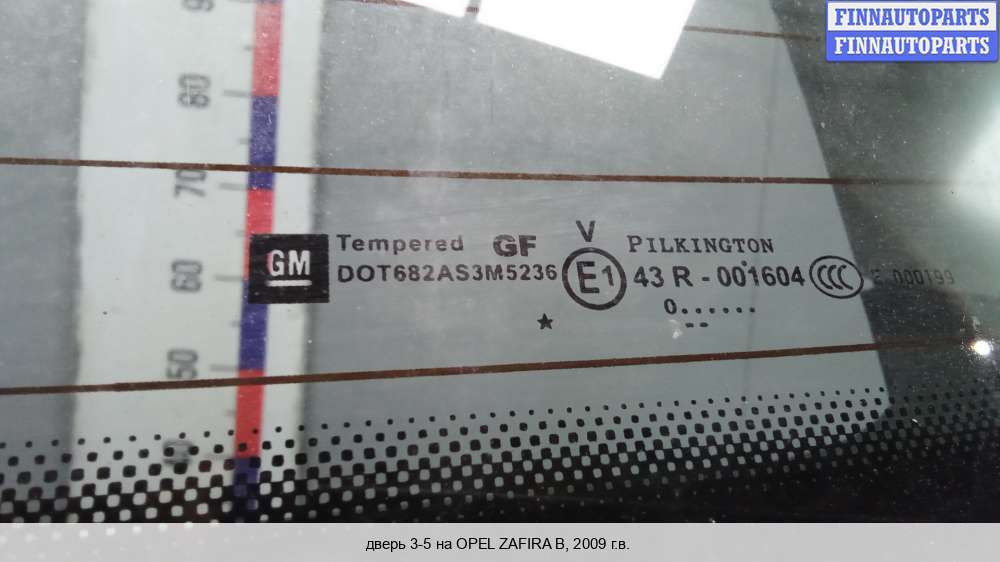 FINNAUTOPARTS
FINNAUTOPARTS
80
70
60
50
GM
Tempered GF V PILKINGTON
DOT682AS3M5236 E1 43 R - 001604 CCC E 000199
0......
--
дверь 3-5 на OPEL ZAFIRA B, 2009 г.в.